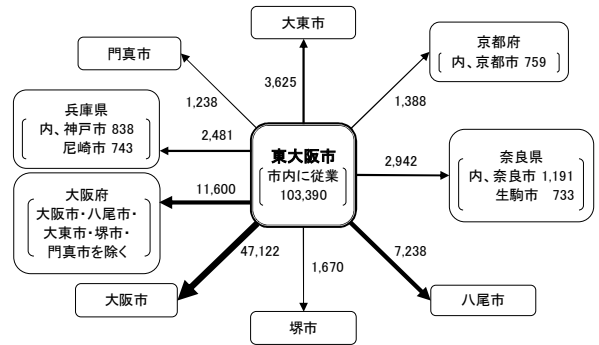 大東市
門真市
京都府
内、京都市 759
3,625
1,238
1,388
兵庫県
内、神戸市 838
尼崎市 743
2,481
東大阪市
市内に従業
103,390
2,942
奈良県
内、奈良市 1,191
生駒市 733
大阪府
大阪市・八尾市・
大東市・堺市・
門真市を除く
11,600
47,122
1,670
7,238
大阪市
堺市
八尾市